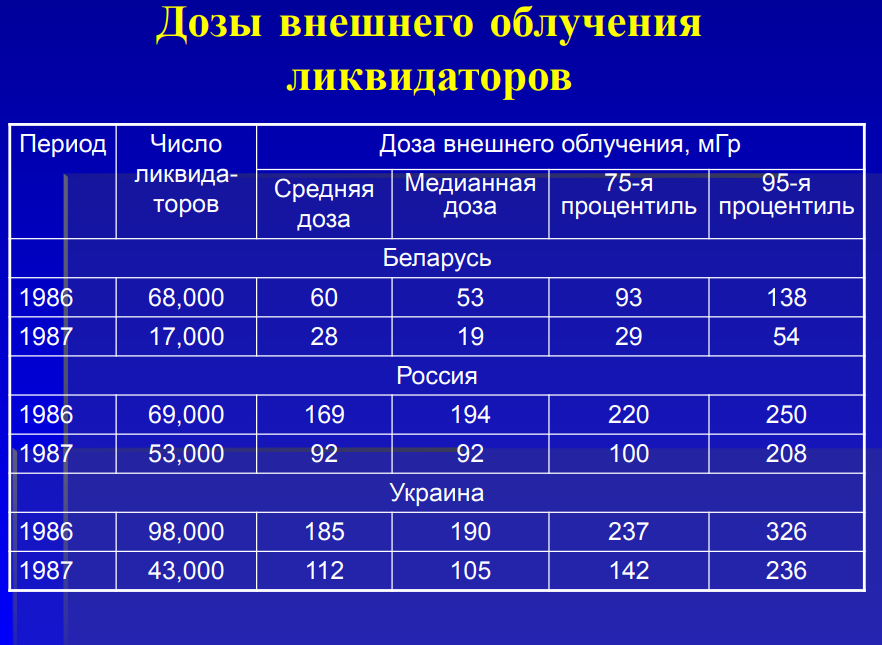 Дозы внешнего облучения
ликвидаторов
Период
Число
ликвида-
торов
Доза внешнего облучения, мГр
Средняя
доза
Медианная
доза
75-я
процентиль
95-я
процентиль
Беларусь
1986 68,000 60 53 93 138
1987 17,000 28 19 29 54
Россия
1986 69,000 169 194 220 250
1987 53,000 92 92 100 208
Украина
1986 98,000 185 190 237 326
1987 43,000 112 105 142 236